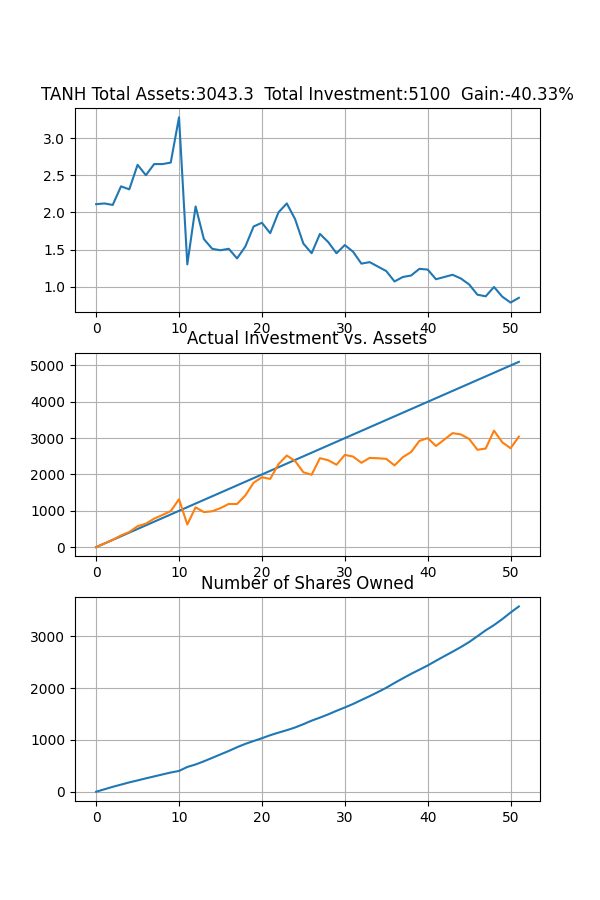 TANH Total Assets:3043.3  Total Investment:5100  Gain:-40.33%
3.0
2.5
2.0
1.5
1.0
0 10 20 30 40 50
Actual Investment vs. Assets
5000
4000
3000
2000
1000
0
0 10 20 30 40 50
Number of Shares Owned
3000
2000
1000
0
0 10 20 30 40 50